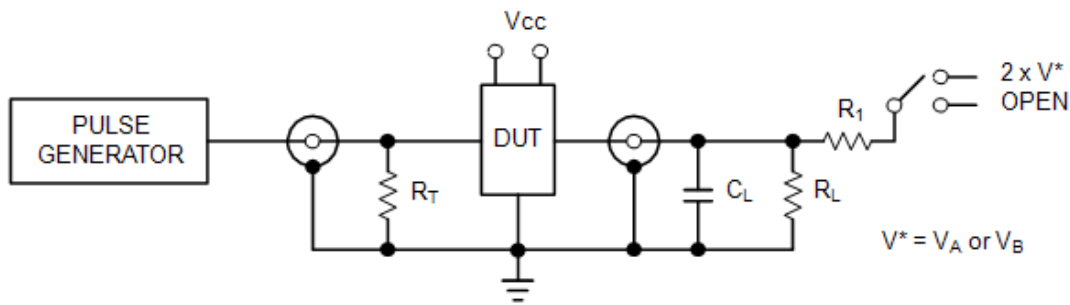 Vcc
2 x V*
OPEN
R1
PULSE
GENERATOR
DUT
RT
CL
RL
V* = VA or VB